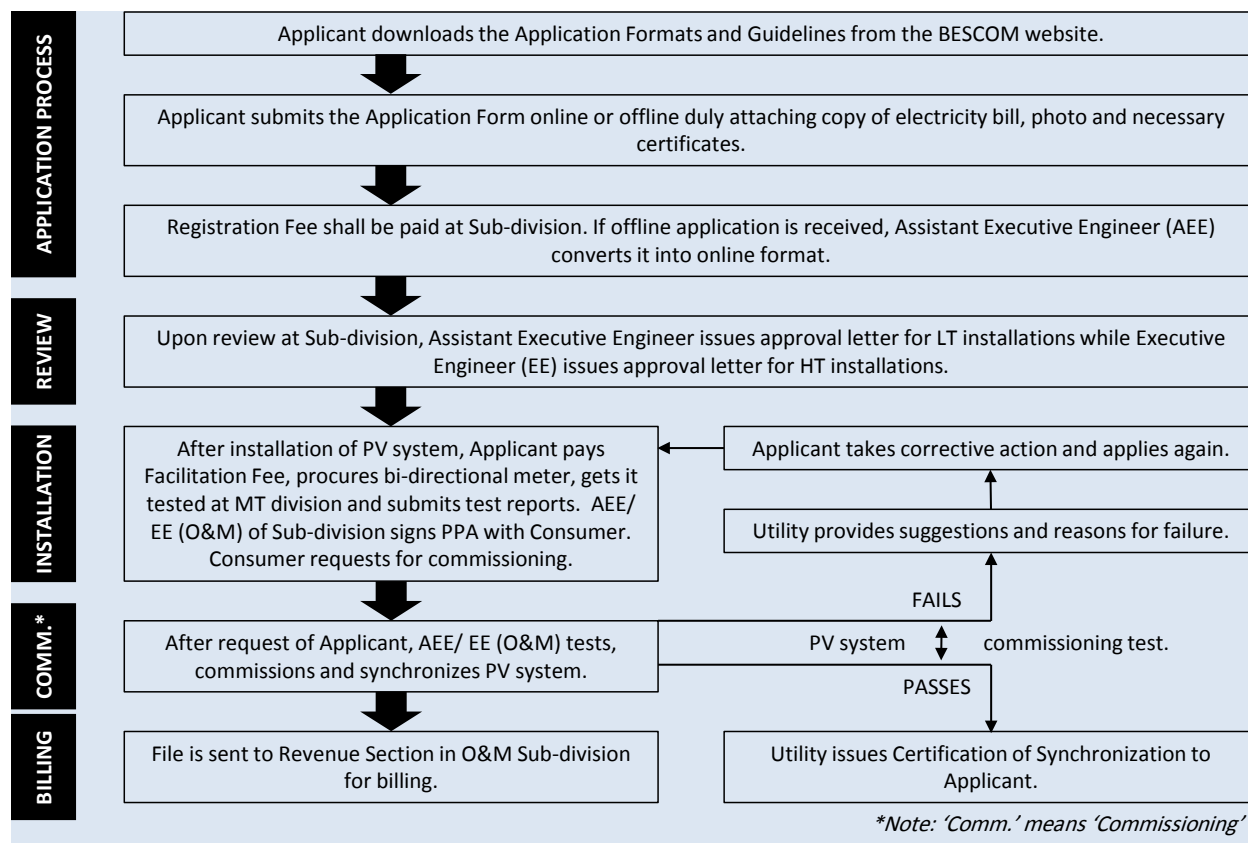 APPLICATION PROCESS
Applicant downloads the Application Formats and Guidelines from the BESCOM website.
Applicant submits the Application Form online or offline duly attaching copy of electricity bill, photo and necessary
certificates.
Registration Fee shall be paid at Sub-division. If offline application is received, Assistant Executive Engineer (AEE)
converts it into online format.
REVIEW
Upon review at Sub-division, Assistant Executive Engineer issues approval letter for LT installations while Executive
Engineer (EE) issues approval letter for HT installations.
INSTALLATION
After installation of PV system, Applicant pays
Facilitation Fee, procures bi-directional meter, gets it
tested at MT division and submits test reports. AEE/
EE (O&M) of Sub-division signs PPA with Consumer.
Consumer requests for commissioning.
Applicant takes corrective action and applies again.
Utility provides suggestions and reasons for failure.
COMM.*
After request of Applicant, AEE/ EE (O&M) tests,
commissions and synchronizes PV system.
FAILS
PV system commissioning test.
PASSES
BILLING
File is sent to Revenue Section in O&M Sub-division
for billing.
Utility issues Certification of Synchronization to
Applicant.
*Note: ‘Comm.’ means ‘Commissioning’